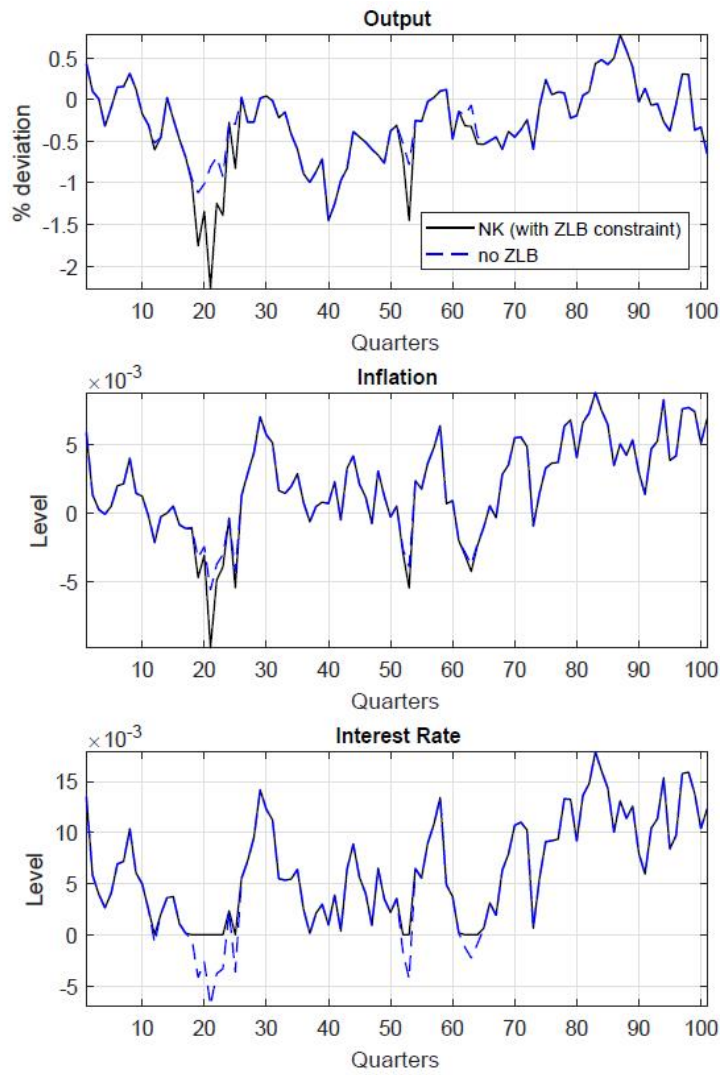 Output
0.5
0
-0.5
-1
-1.5
-2
% deviation
NK (with ZLB constraint)
no ZLB
10 20 30 40 50 60 70 80 90 100
Quarters
×10-3
Inflation
5
0
-5
Level
10 20 30 40 50 60 70 80 90 100
Quarters
×10-3
Interest Rate
15
10
5
0
-5
Level
10 20 30 40 50 60 70 80 90 100
Quarters